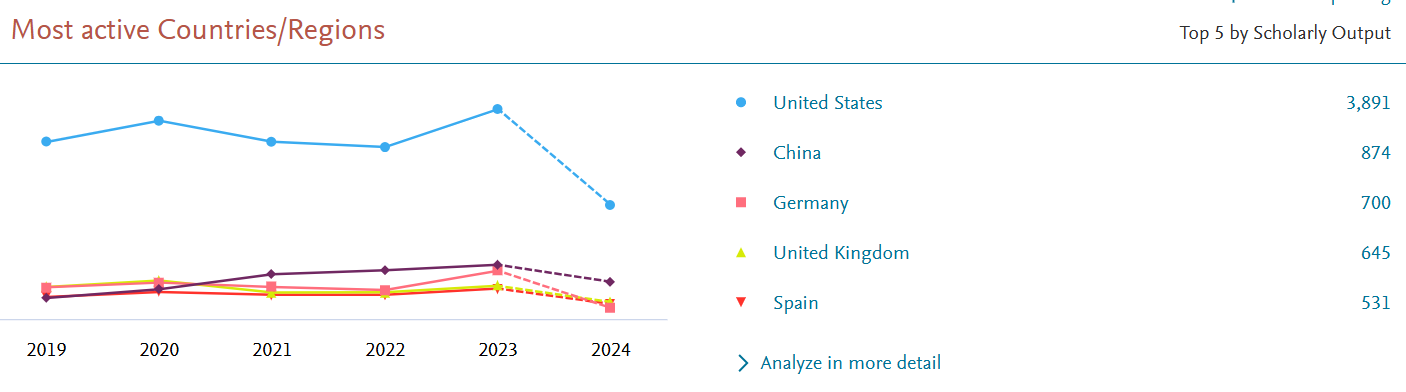 Most active Countries/Regions
Top 5 by Scholarly Output
United States 3,891
China 874
Germany 700
United Kingdom 645
Spain 531
Analyze in more detail
2019 2020 2021 2022 2023 2024